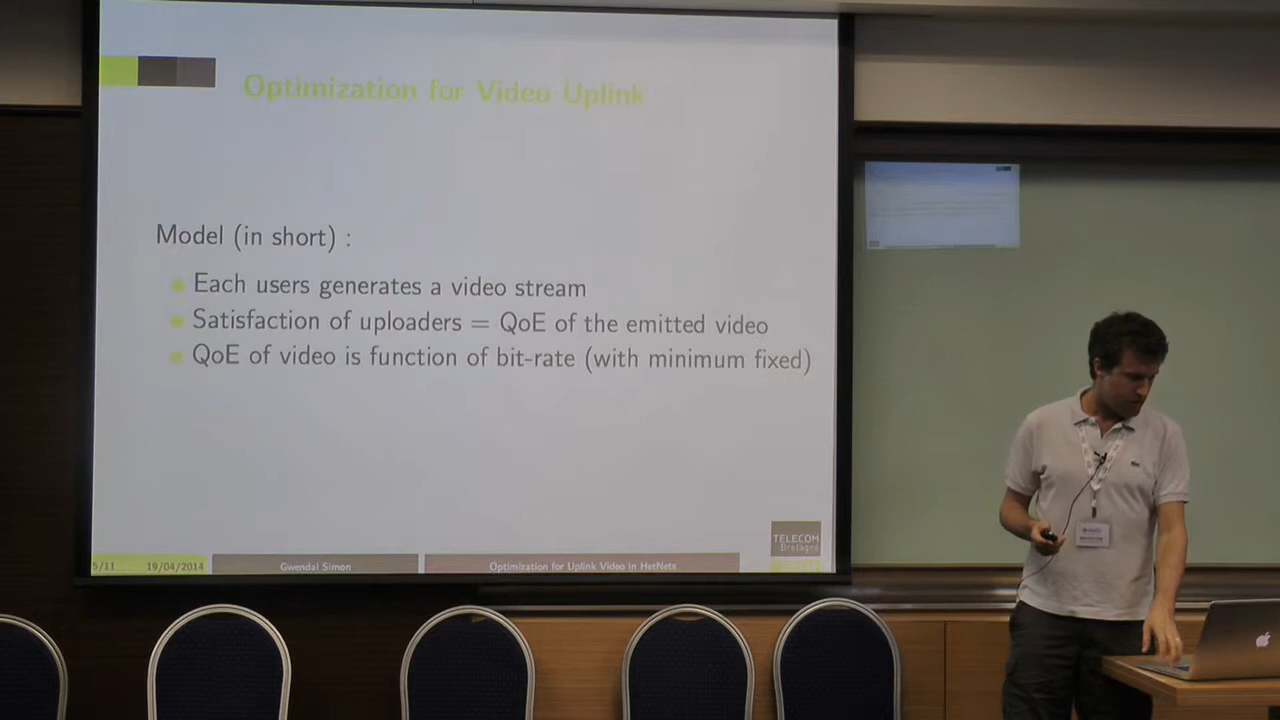 Optimization for Video Uplink
Model (in short) :
Each users generates a video stream
Satisfaction of uploaders = QoE of the emitted video
QoE of video is function of bit-rate (with minimum fixed)
TELECOM
Bretagne
5/11 19/04/2014 Gwendal Simon Optimization for Uplink Video in HetNets